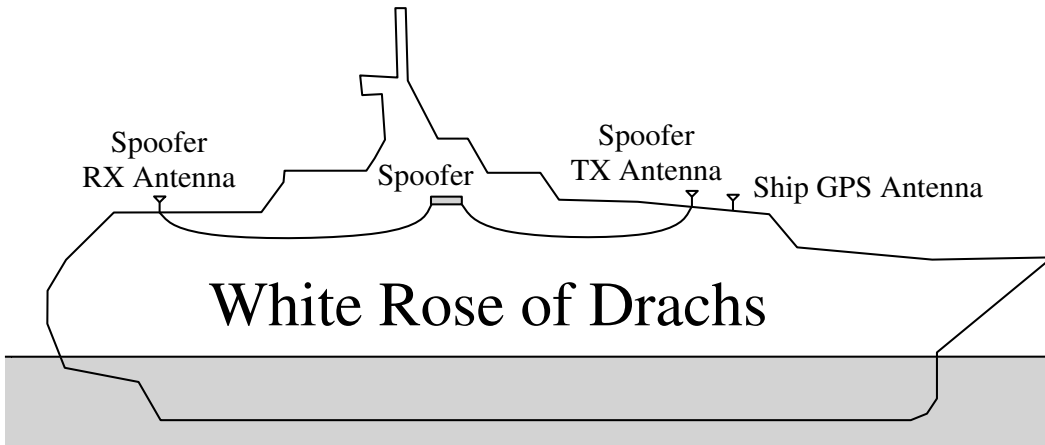 Spoofer
RX Antenna
Spoofer
Spoofer
TX Antenna
Ship GPS Antenna
White Rose of Drachs